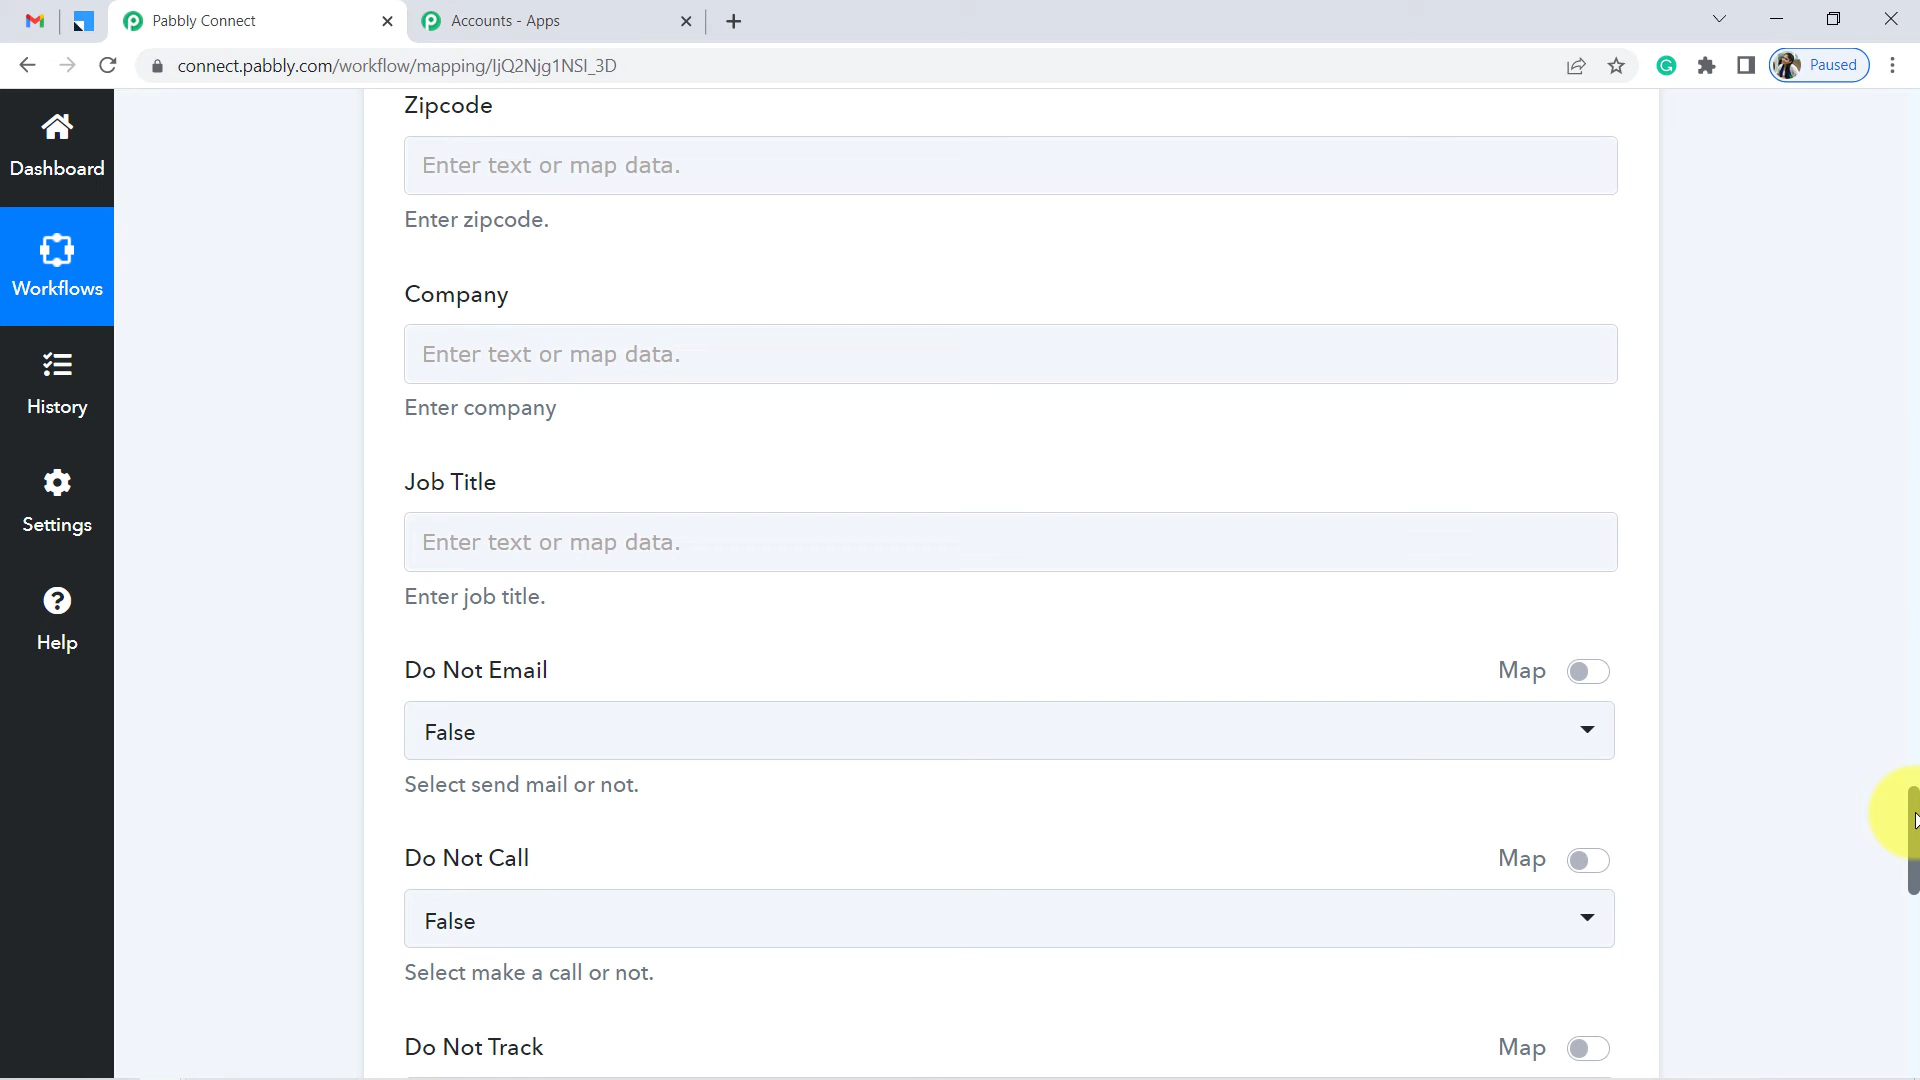 Pabbly Connect
Accounts - Apps
connect.pabbly.com/workflow/mapping/IjQ2Njg1NSI_3D
Paused
Dashboard
Workflows
History
Settings
Help
Zipcode
Enter text or map data.
Enter zipcode.
Company
Enter text or map data.
Enter company
Job Title
Enter text or map data.
Enter job title.
Do Not Email
Map
False
Select send mail or not.
Do Not Call
Map
False
Select make a call or not.
Do Not Track
Map